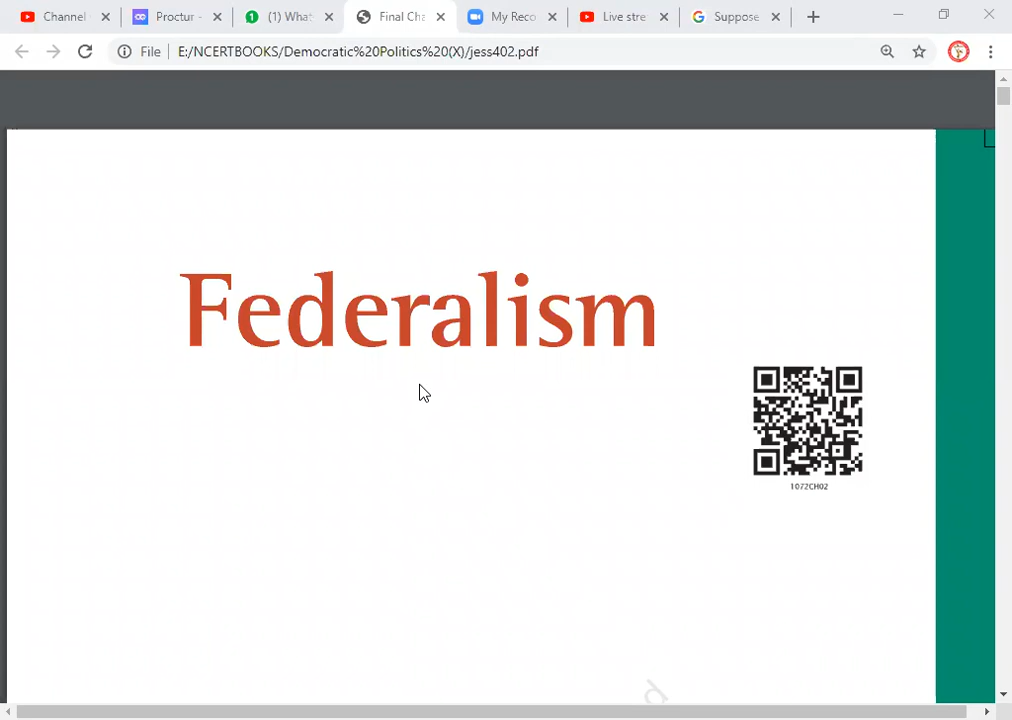 Channel
Proctur -
(1) What
Final Cha
My Reco
Live stre
Suppose
File E:/NCERTBOOKS/Democratic%20Politics%20(X)/jess402.pdf
Federalism
1072CH02
d